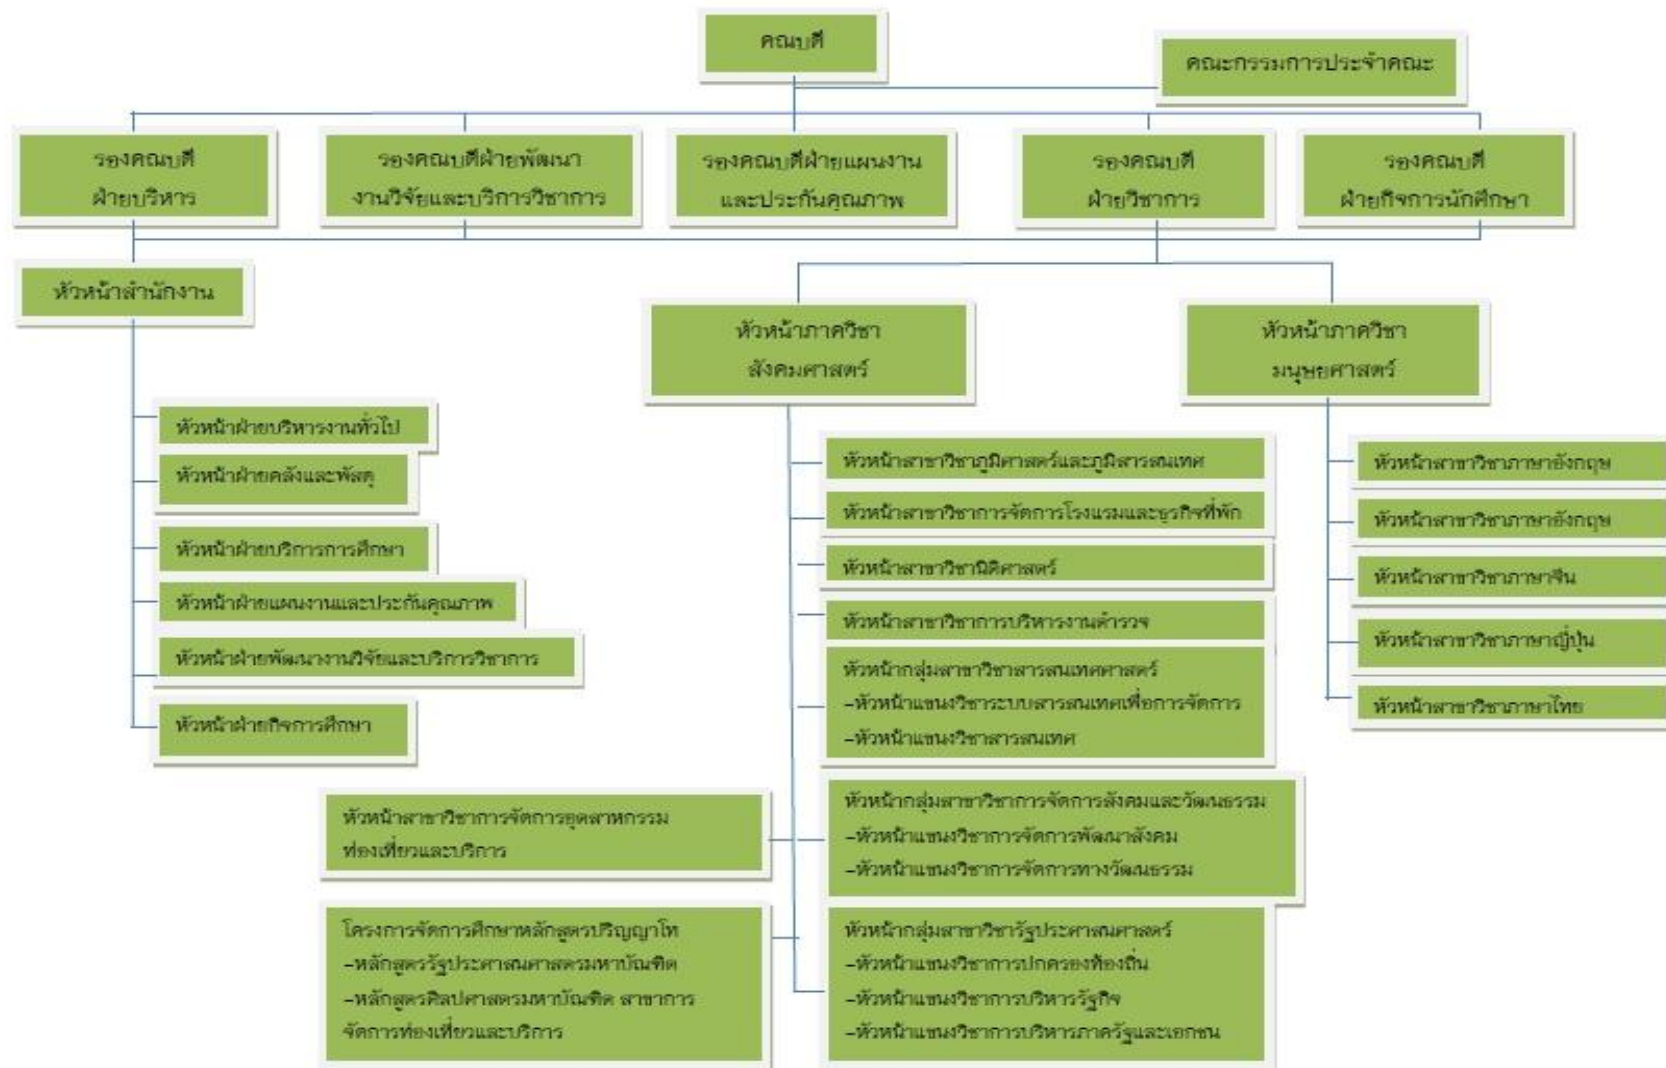 คณบดี
คณะกรรมการประจำคณะ
รองคณบดี
ฝ่ายบริหาร
รองคณบดีฝ่ายพัฒนา
งานวิจัยและบริการวิชาการ
รองคณบดีฝ่ายแผนงาน
และประกันคุณภาพ
รองคณบดี
ฝ่ายวิชาการ
รองคณบดี
ฝ่ายกิจการนักศึกษา
หัวหน้าสำนักงาน
หัวหน้าภาควิชา
สังคมศาสตร์
หัวหน้าภาควิชา
มนุษยศาสตร์
หัวหน้าฝ่ายบริหารงานทั่วไป
หัวหน้าฝ่ายคลังและพัสดุ
หัวหน้าฝ่ายบริการการศึกษา
หัวหน้าฝ่ายแผนงานและประกันคุณภาพ
หัวหน้าฝ่ายพัฒนางานวิจัยและบริการวิชาการ
หัวหน้าฝ่ายกิจการศึกษา
หัวหน้าสาขาวิชาภูมิศาสตร์และภูมิสารสนเทศ
หัวหน้าสาขาวิชาการจัดการโรงแรมและธุรกิจที่พัก
หัวหน้าสาขาวิชานิติศาสตร์
หัวหน้าสาขาวิชาการบริหารงานตำรวจ
หัวหน้ากลุ่มสาขาวิชาสารสนเทศศาสตร์
-หัวหน้าแขนงวิชาระบบสารสนเทศเพื่อการจัดการ
-หัวหน้าแขนงวิชาสารสนเทศ
หัวหน้ากลุ่มสาขาวิชาการจัดการสังคมและวัฒนธรรม
-หัวหน้าแขนงวิชาการจัดการพัฒนาสังคม
-หัวหน้าแขนงวิชาการจัดการทางวัฒนธรรม
หัวหน้ากลุ่มสาขาวิชารัฐประศาสนศาสตร์
-หัวหน้าแขนงวิชาการปกครองท้องถิ่น
-หัวหน้าแขนงวิชาการบริหารรัฐกิจ
-หัวหน้าแขนงวิชาการบริหารภาครัฐและเอกชน
หัวหน้าสาขาวิชาการจัดการอุตสาหกรรม
ท่องเที่ยวและบริการ
โครงการจัดการศึกษาหลักสูตรปริญญาโท
-หลักสูตรรัฐประศาสนศาสตรมหาบัณฑิต
-หลักสูตรศิลปศาสตรมหาบัณฑิต สาขาการ
จัดการท่องเที่ยวและบริการ
หัวหน้าสาขาวิชาภาษาอังกฤษ
หัวหน้าสาขาวิชาภาษาอังกฤษ
หัวหน้าสาขาวิชาภาษาจีน
หัวหน้าสาขาวิชาภาษาญี่ปุ่น
หัวหน้าสาขาวิชาภาษาไทย